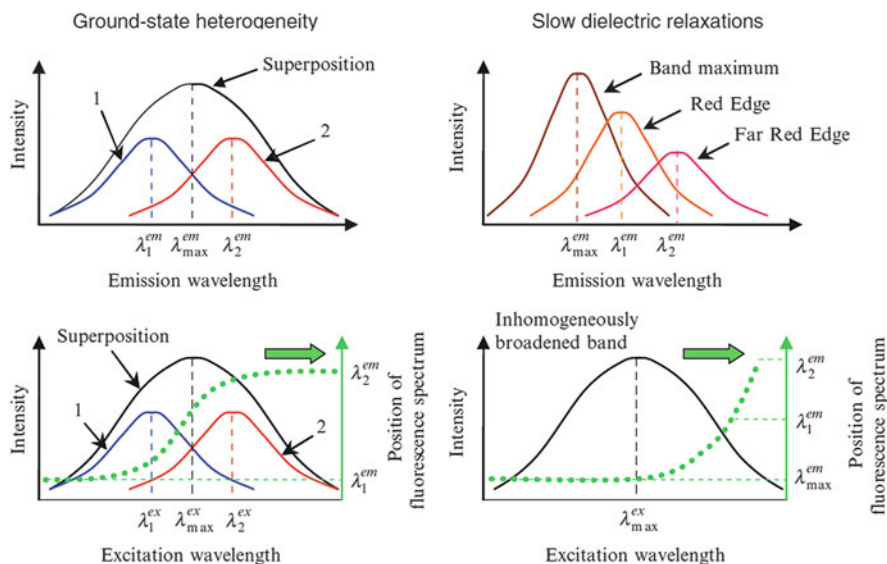 Ground-state heterogeneity
Intensity
1
Superposition
2
λ₁ᵉᵐ
λₘₐₓᵉᵐ
λ₂ᵉᵐ
Emission wavelength
Slow dielectric relaxations
Intensity
Band maximum
Red Edge
Far Red Edge
λₘₐₓᵉᵐ
λ₁ᵉᵐ
λ₂ᵉᵐ
Emission wavelength
Intensity
Superposition
1
2
λ₂ᵉᵐ
λ₁ᵉᵐ
Position of
fluorescence spectrum
λ₁ᵉˣ
λₘₐₓᵉˣ
λ₂ᵉˣ
Excitation wavelength
Intensity
Inhomogeneously
broadened band
λ₂ᵉᵐ
λ₁ᵉᵐ
λₘₐₓᵉᵐ
Position of
fluorescence spectrum
λₘₐₓᵉˣ
Excitation wavelength